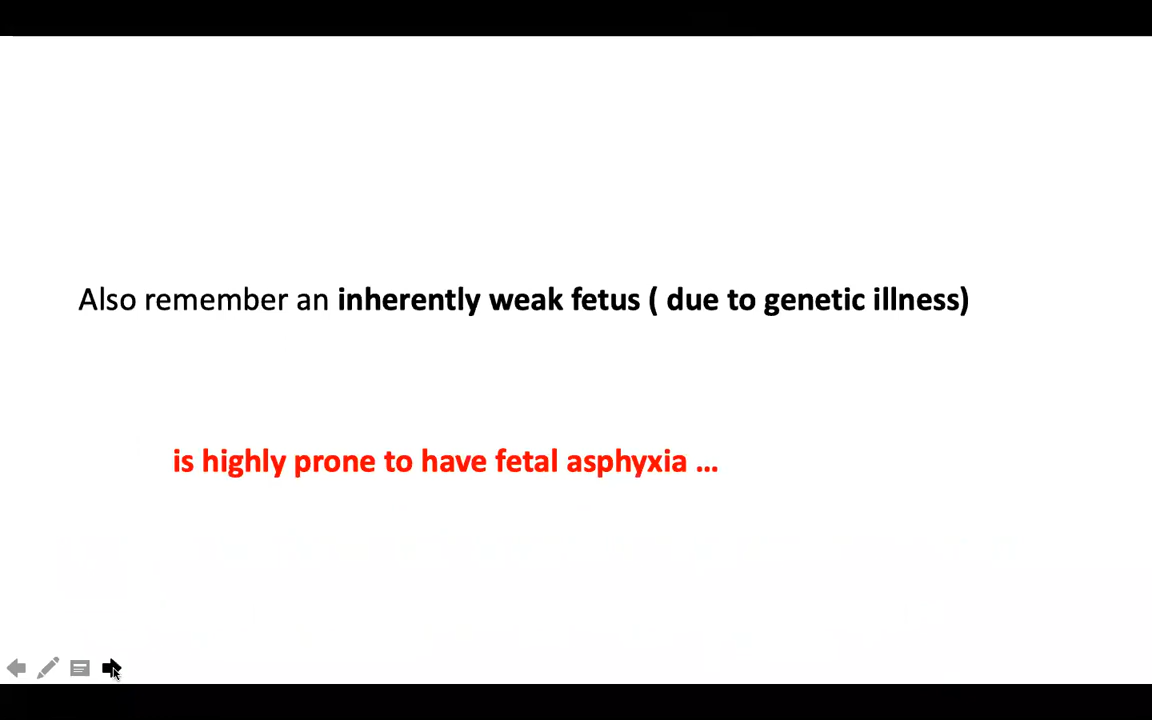 Also remember an inherently weak fetus ( due to genetic illness)
is highly prone to have fetal asphyxia ...